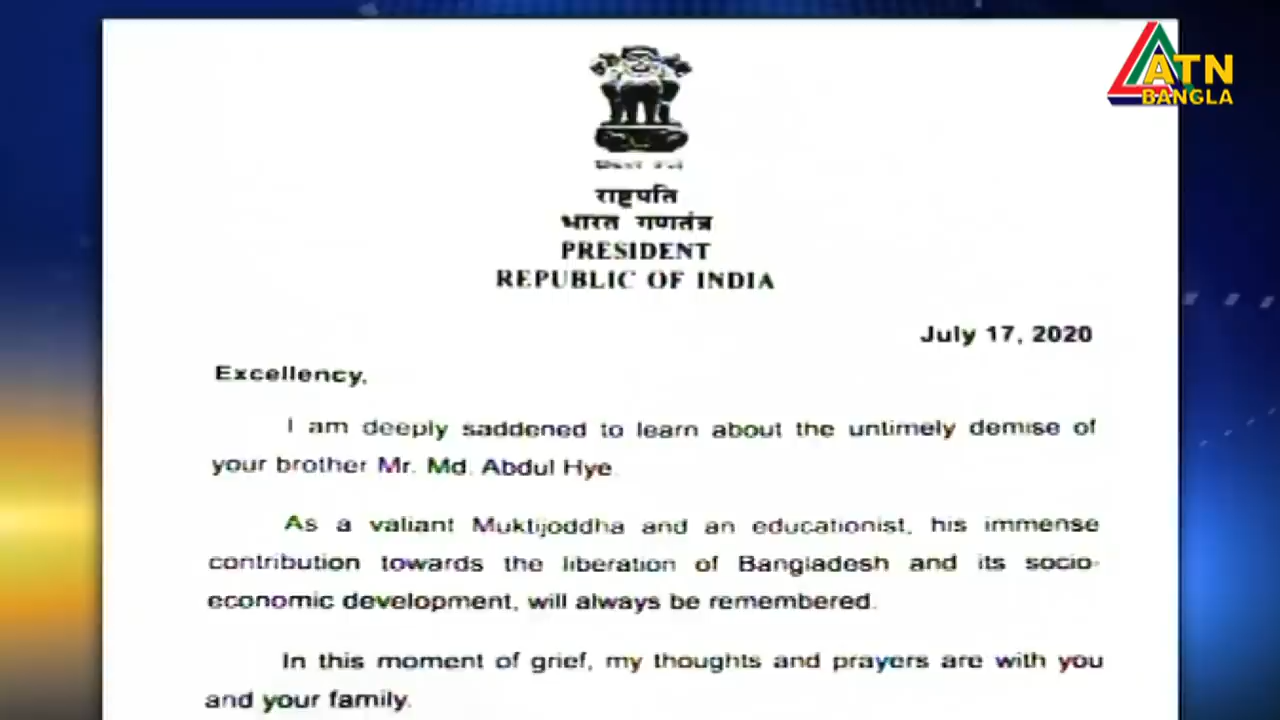 ATN
BANGLA
राष्ट्रपति
भारत गणतंत्र
PRESIDENT
REPUBLIC OF INDIA
July 17, 2020
Excellency,
I am deeply saddened to learn about the untimely demise of
your brother Mr. Md. Abdul Hye.
As a valiant Muktijoddha and an educationist, his immense
contribution towards the liberation of Bangladesh and its socio-
economic development, will always be remembered.
In this moment of grief, my thoughts and prayers are with you
and your family.